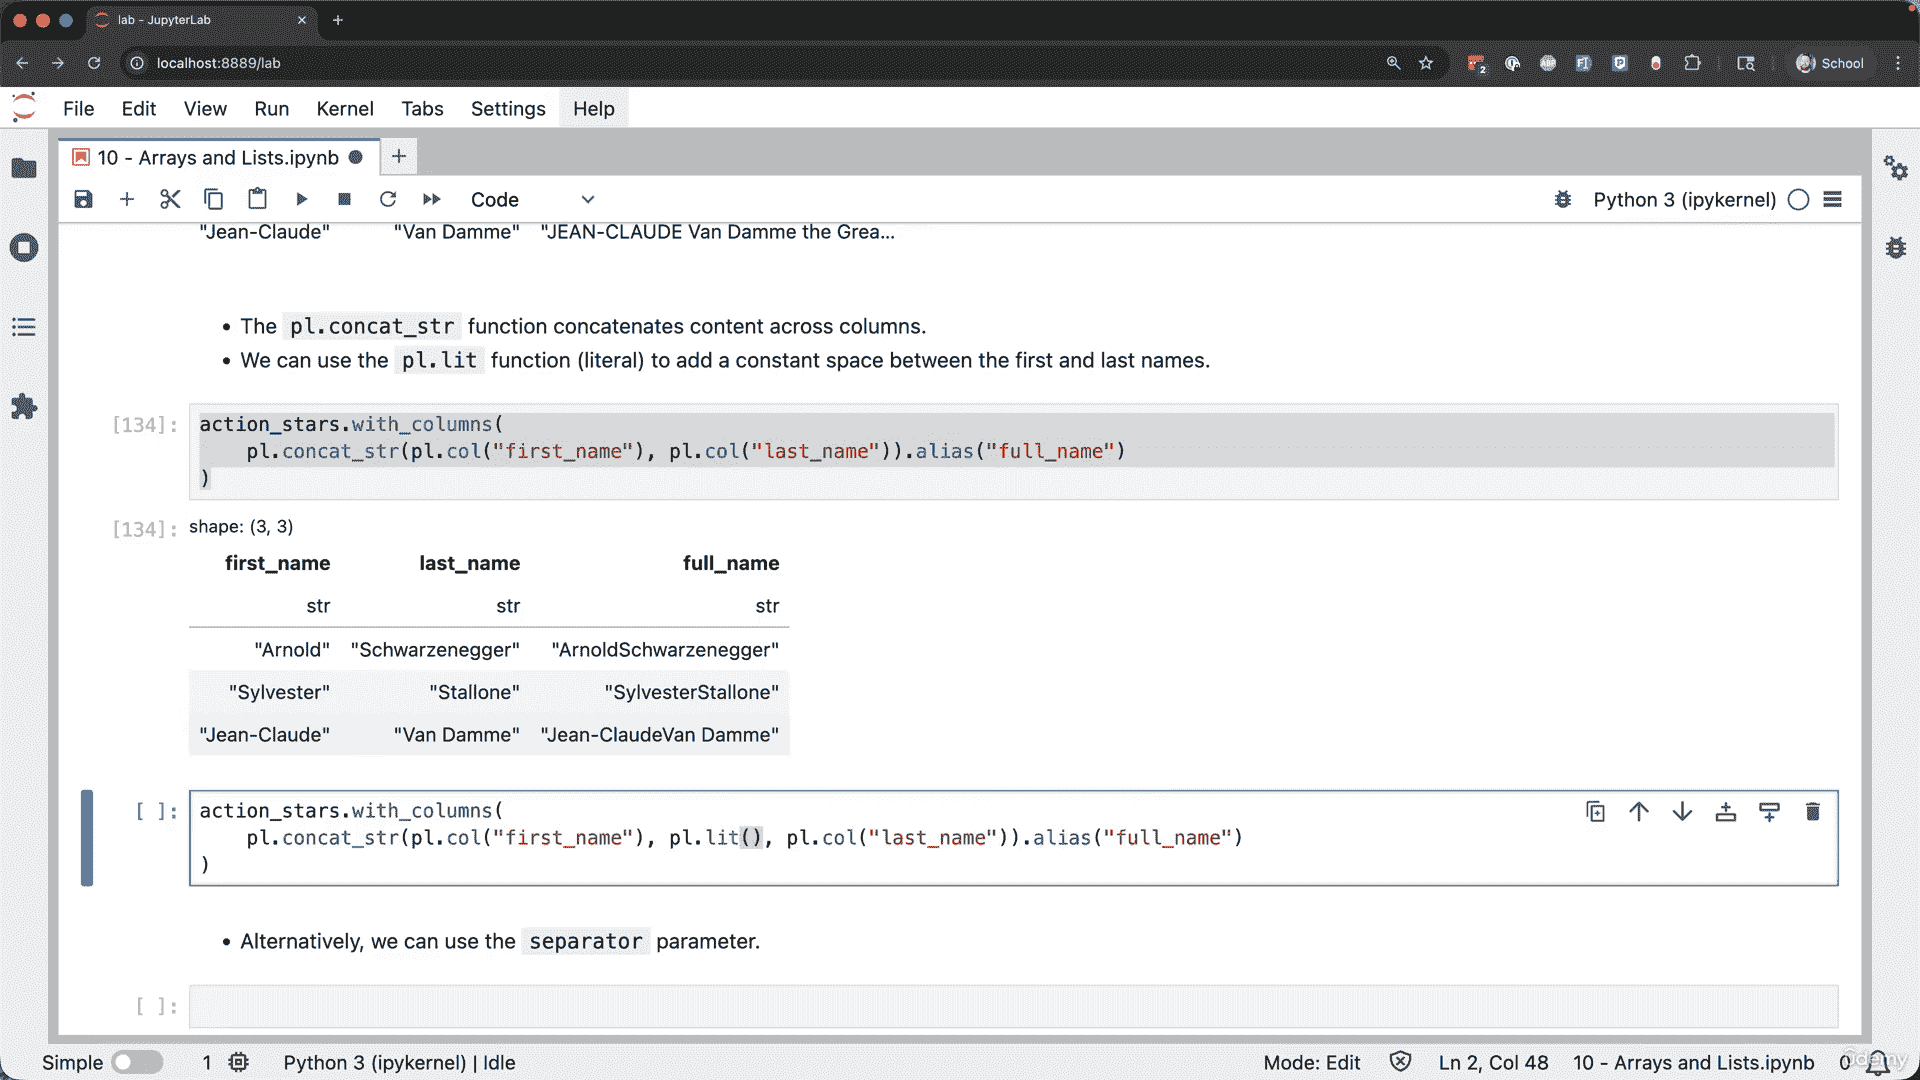 lab - JupyterLab
localhost:8889/lab
2
School
File Edit View Run Kernel Tabs Settings Help
10 - Arrays and Lists.ipynb
Code
Python 3 (ipykernel)
"Jean-Claude" "Van Damme" "JEAN-CLAUDE Van Damme the Grea...
• The pl.concat_str function concatenates content across columns.
• We can use the pl.lit function (literal) to add a constant space between the first and last names.
[134]: action_stars.with_columns(
pl.concat_str(pl.col("first_name"), pl.col("last_name")).alias("full_name")
)
[134]: shape: (3, 3)
first_name last_name full_name
str str str
"Arnold" "Schwarzenegger" "ArnoldSchwarzenegger"
"Sylvester" "Stallone" "SylvesterStallone"
"Jean-Claude" "Van Damme" "Jean-ClaudeVan Damme"
[ ]: action_stars.with_columns(
pl.concat_str(pl.col("first_name"), pl.lit(), pl.col("last_name")).alias("full_name")
)
• Alternatively, we can use the separator parameter.
[ ]:
Simple 1 Python 3 (ipykernel) | Idle Mode: Edit Ln 2, Col 48 10 - Arrays and Lists.ipynb 0
udemy